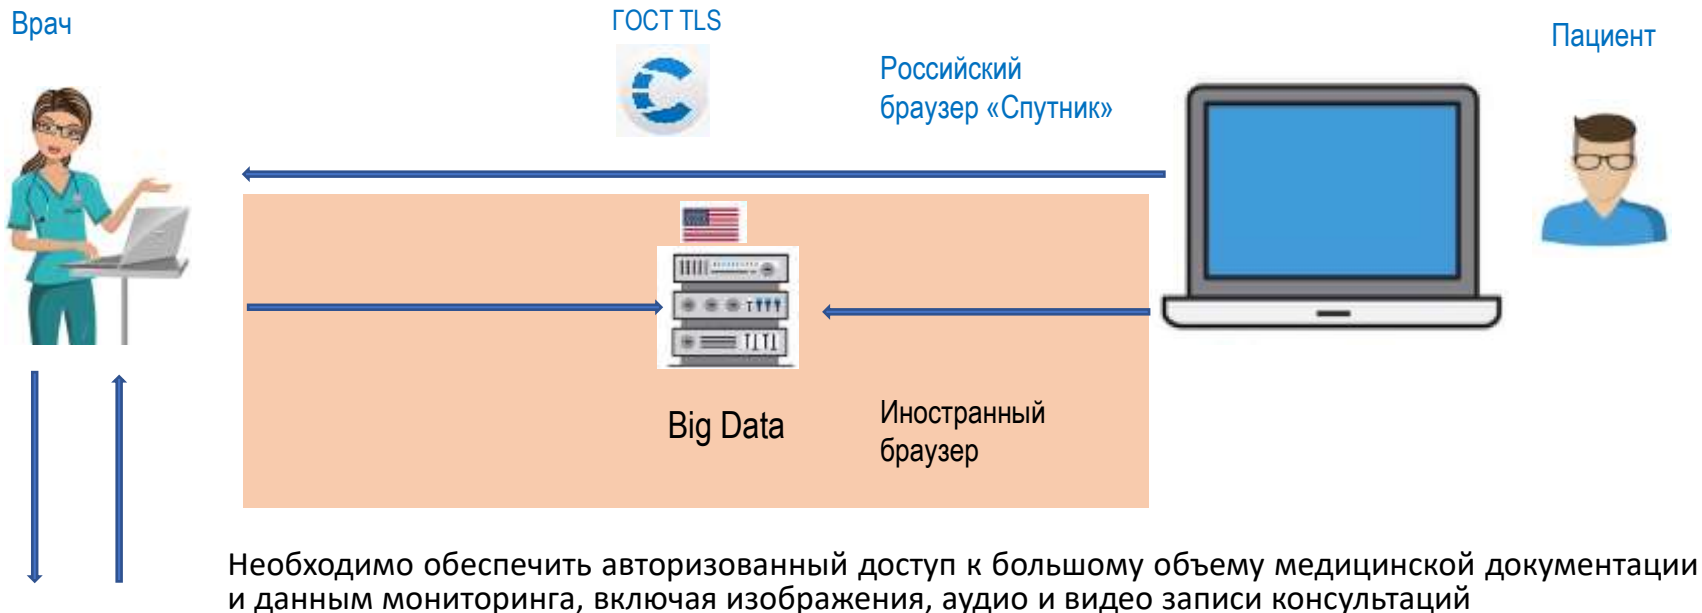 Врач
ГОСТ TLS
Пациент
Российский
браузер «Спутник»
Big Data
Иностранный
браузер
Необходимо обеспечить авторизованный доступ к большому объему медицинской документации
и данным мониторинга, включая изображения, аудио и видео записи консультаций